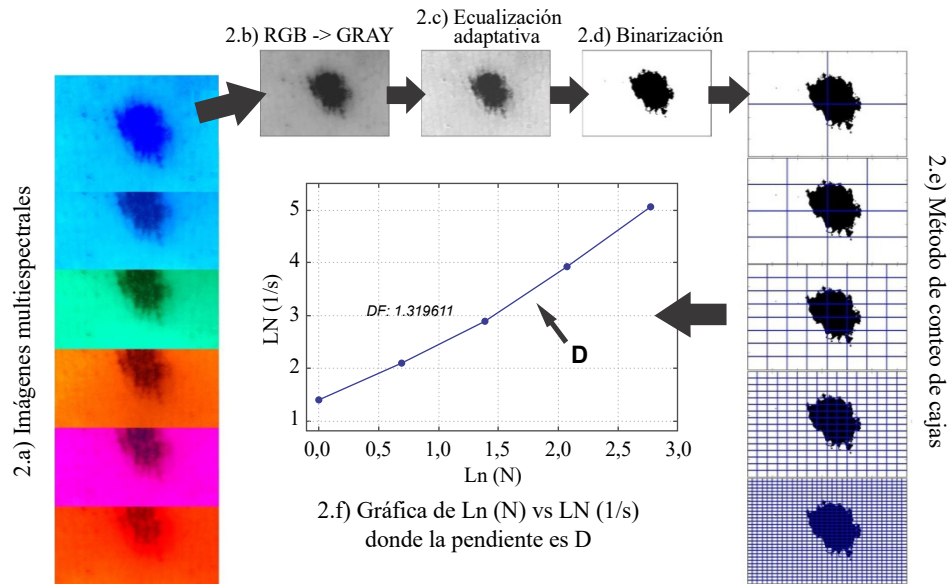 2.a) Imágenes multiespectrales
2.b) RGB -> GRAY
2.c) Ecualización
adaptativa
2.d) Binarización
2.e) Método de conteo de cajas
5
4
3
2
1
LN (1/s)
DF: 1.319611
D
0,0 0,5 1,0 1,5 2,0 2,5 3,0
Ln (N)
2.f) Gráfica de Ln (N) vs LN (1/s)
donde la pendiente es D